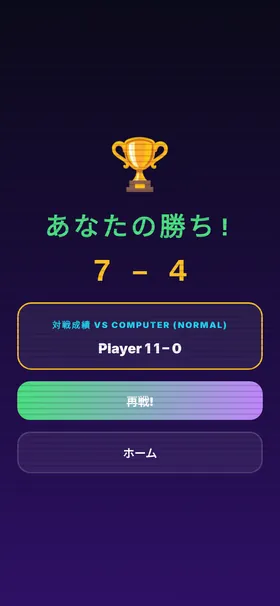 あなたの勝ち!
7 – 4
対戦成績 VS COMPUTER (NORMAL)
Player 11–0
再戦!
ホーム